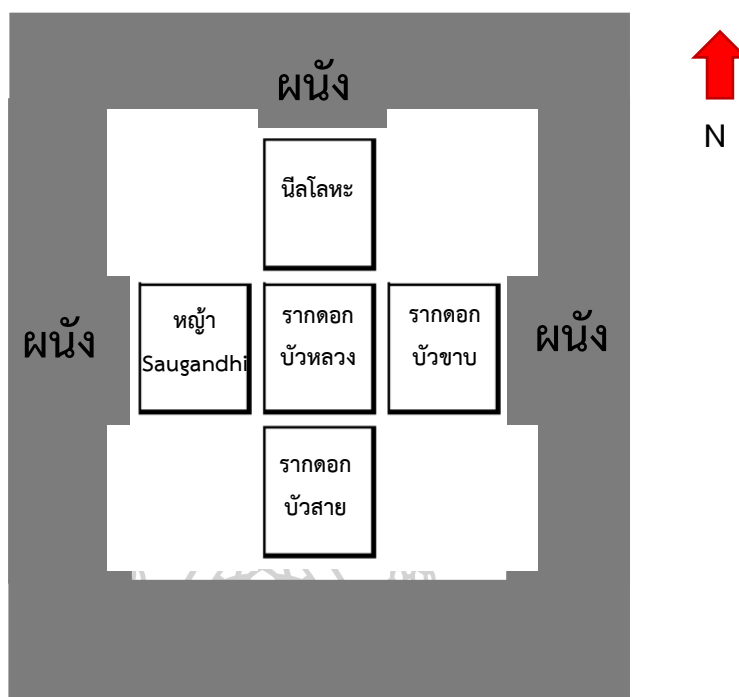 ผนัง
N
นีลโลหะ
ผนัง
หญ้า
Saugandhi
รากดอก
บัวหลวง
รากดอก
บัวขาบ
ผนัง
รากดอก
บัวสาย